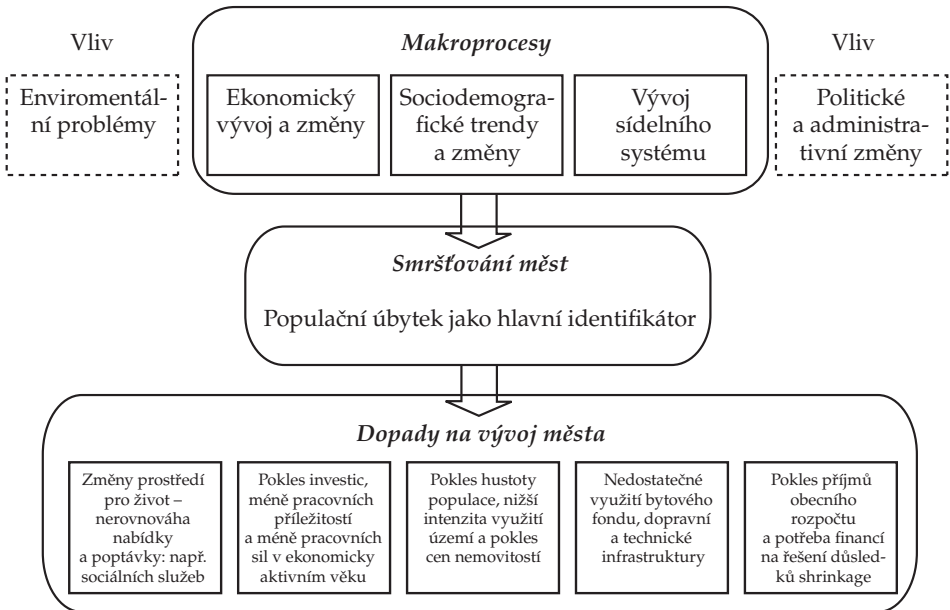 Vliv
Makroprocesy
Vliv
Enviromentál-
ní problémy
Ekonomický
vývoj a změny
Sociodemogra-
fické trendy
a změny
Vývoj
sídelního
systému
Politické
a administra-
tivní změny
Smršťování měst
Populační úbytek jako hlavní identifikátor
Dopady na vývoj města
Změny prostředí
pro život –
nerovnováha
nabídky
a poptávky: např.
sociálních služeb
Pokles investic,
méně pracovních
příležitostí
a méně pracovních
sil v ekonomicky
aktivním věku
Pokles hustoty
populace, nižší
intenzita využití
území a pokles
cen nemovitostí
Nedostatečné
využití bytového
fondu, dopravní
a technické
infrastruktury
Pokles příjmů
obecního
rozpočtu
a potřeba financí
na řešení důsled-
ků shrinkage